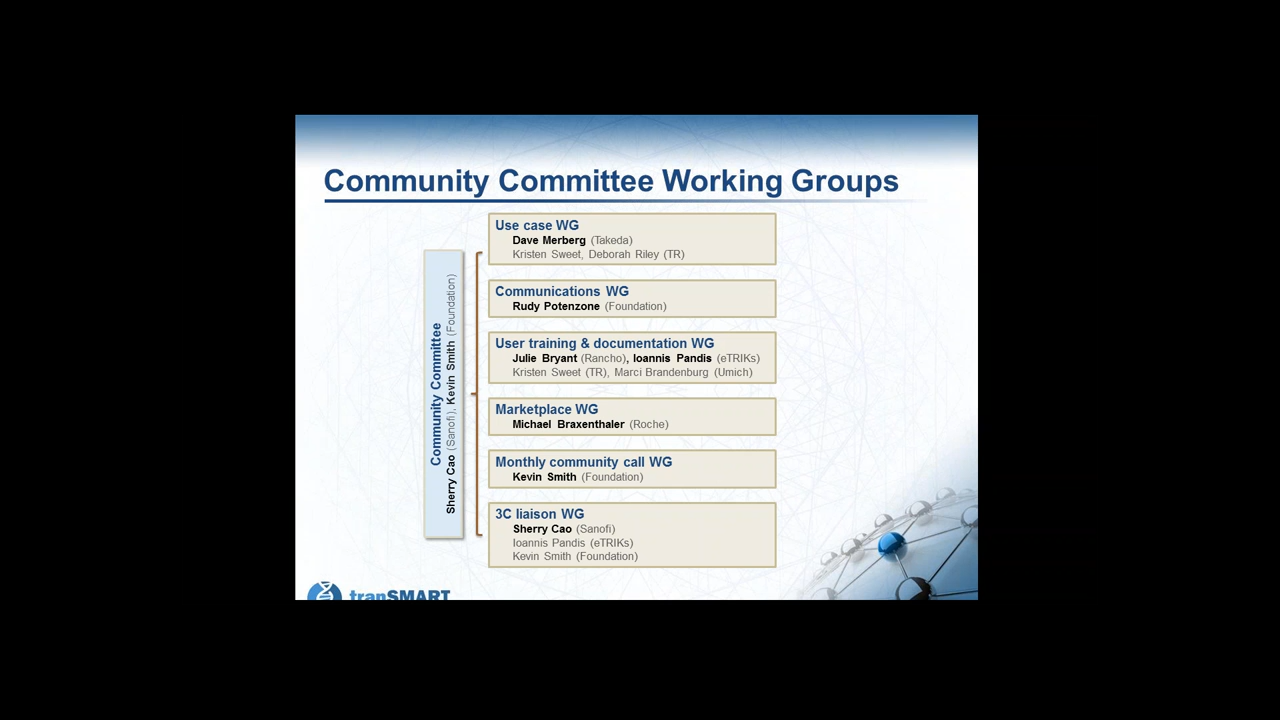 Community Committee Working Groups
Community Committee
Sherry Cao (Sanofi), Kevin Smith (Foundation)
Use case WG
Dave Merberg (Takeda)
Kristen Sweet, Deborah Riley (TR)
Communications WG
Rudy Potenzone (Foundation)
User training & documentation WG
Julie Bryant (Rancho), Ioannis Pandis (eTRIKs)
Kristen Sweet (TR), Marci Brandenburg (Umich)
Marketplace WG
Michael Braxenthaler (Roche)
Monthly community call WG
Kevin Smith (Foundation)
3C liaison WG
Sherry Cao (Sanofi)
Ioannis Pandis (eTRIKs)
Kevin Smith (Foundation)
tranSMART